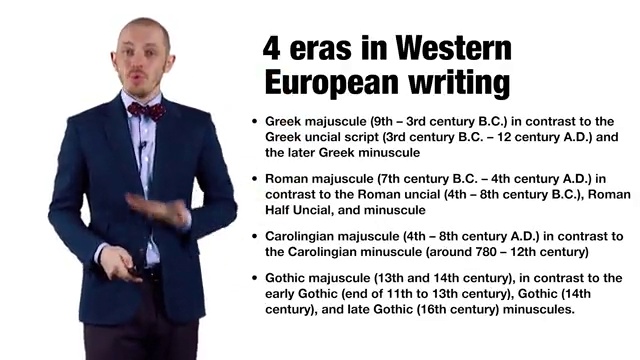 4 eras in Western
European writing
• Greek majuscule (9th – 3rd century B.C.) in contrast to the
Greek uncial script (3rd century B.C. – 12 century A.D.) and
the later Greek minuscule
• Roman majuscule (7th century B.C. – 4th century A.D.) in
contrast to the Roman uncial (4th – 8th century B.C.), Roman
Half Uncial, and minuscule
• Carolingian majuscule (4th – 8th century A.D.) in contrast to
the Carolingian minuscule (around 780 – 12th century)
• Gothic majuscule (13th and 14th century), in contrast to the
early Gothic (end of 11th to 13th century), Gothic (14th
century), and late Gothic (16th century) minuscules.